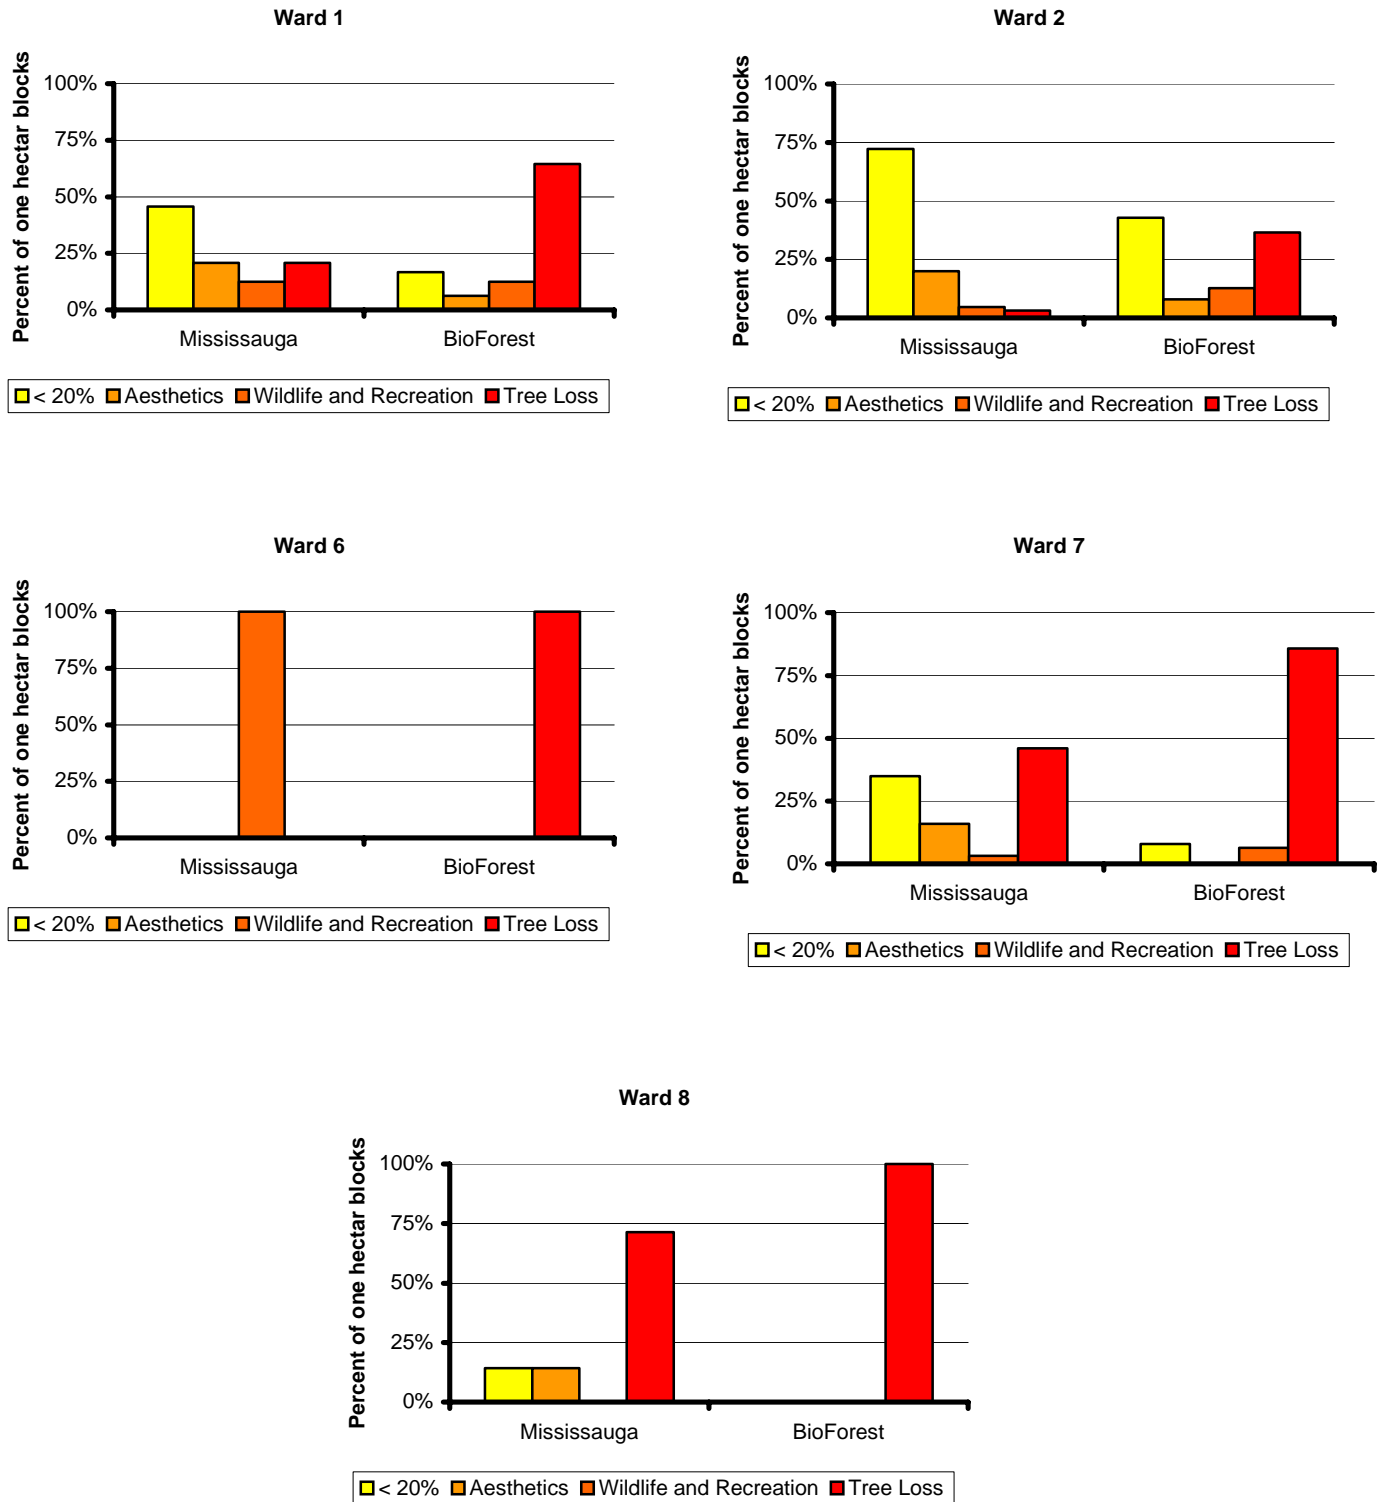 Ward 1
Percent of one hectar blocks
100%
75%
50%
25%
0%
Mississauga
BioForest
< 20% Aesthetics Wildlife and Recreation Tree Loss
Ward 2
Percent of one hectar blocks
100%
75%
50%
25%
0%
Mississauga
BioForest
< 20% Aesthetics Wildlife and Recreation Tree Loss
Ward 6
Percent of one hectar blocks
100%
75%
50%
25%
0%
Mississauga
BioForest
< 20% Aesthetics Wildlife and Recreation Tree Loss
Ward 7
Percent of one hectar blocks
100%
75%
50%
25%
0%
Mississauga
BioForest
< 20% Aesthetics Wildlife and Recreation Tree Loss
Ward 8
Percent of one hectar blocks
100%
75%
50%
25%
0%
Mississauga
BioForest
< 20% Aesthetics Wildlife and Recreation Tree Loss